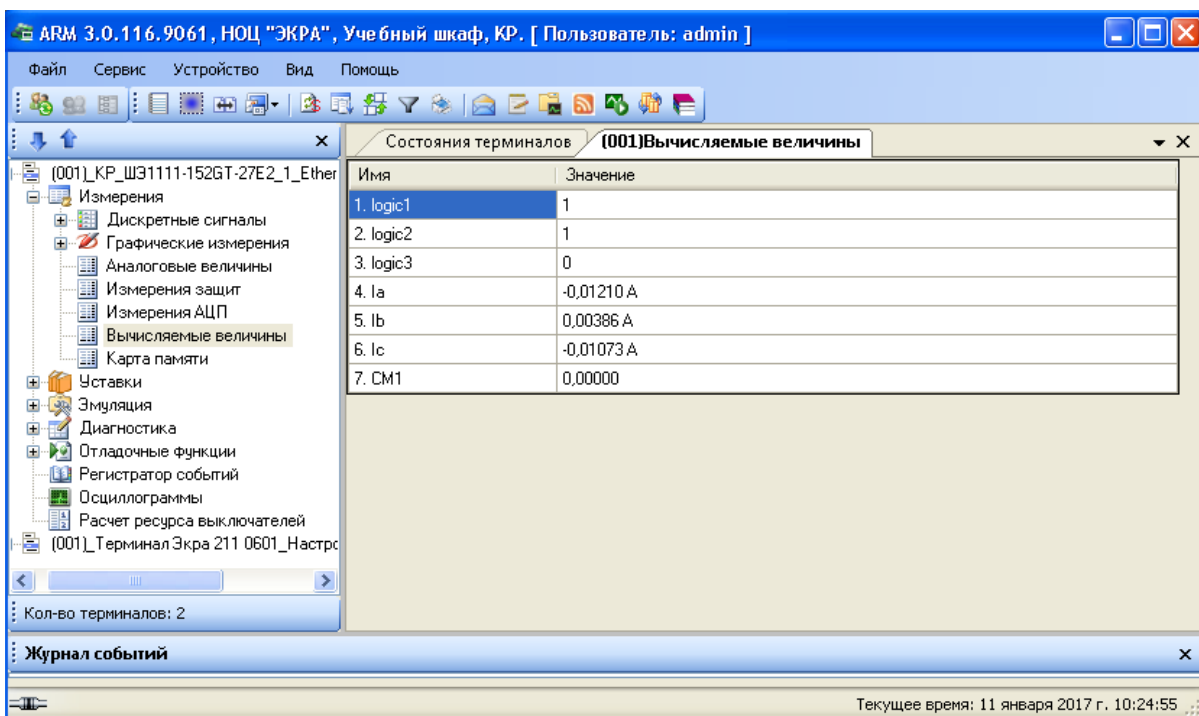 ARM 3.0.116.9061, НОЦ "ЭКРА", Учебный шкаф, КР. [ Пользователь: admin ]
Файл Сервис Устройство Вид Помощь
Состояния терминалов (001)Вычисляемые величины
(001)_КР_ШЭ1111-152GT-27E2_1_Ether
Измерения
Дискретные сигналы
Графические измерения
Аналоговые величины
Измерения защит
Измерения АЦП
Вычисляемые величины
Карта памяти
Уставки
Эмуляция
Диагностика
Отладочные функции
Регистратор событий
Осциллограммы
Расчет ресурса выключателей
(001)_Терминал Экра 211 0601_Настро
Кол-во терминалов: 2
Имя Значение
1. logic1 1
2. logic2 1
3. logic3 0
4. Ia -0,01210 А
5. Ib 0,00386 А
6. Ic -0,01073 А
7. СМ1 0,00000
Журнал событий
Текущее время: 11 января 2017 г. 10:24:55